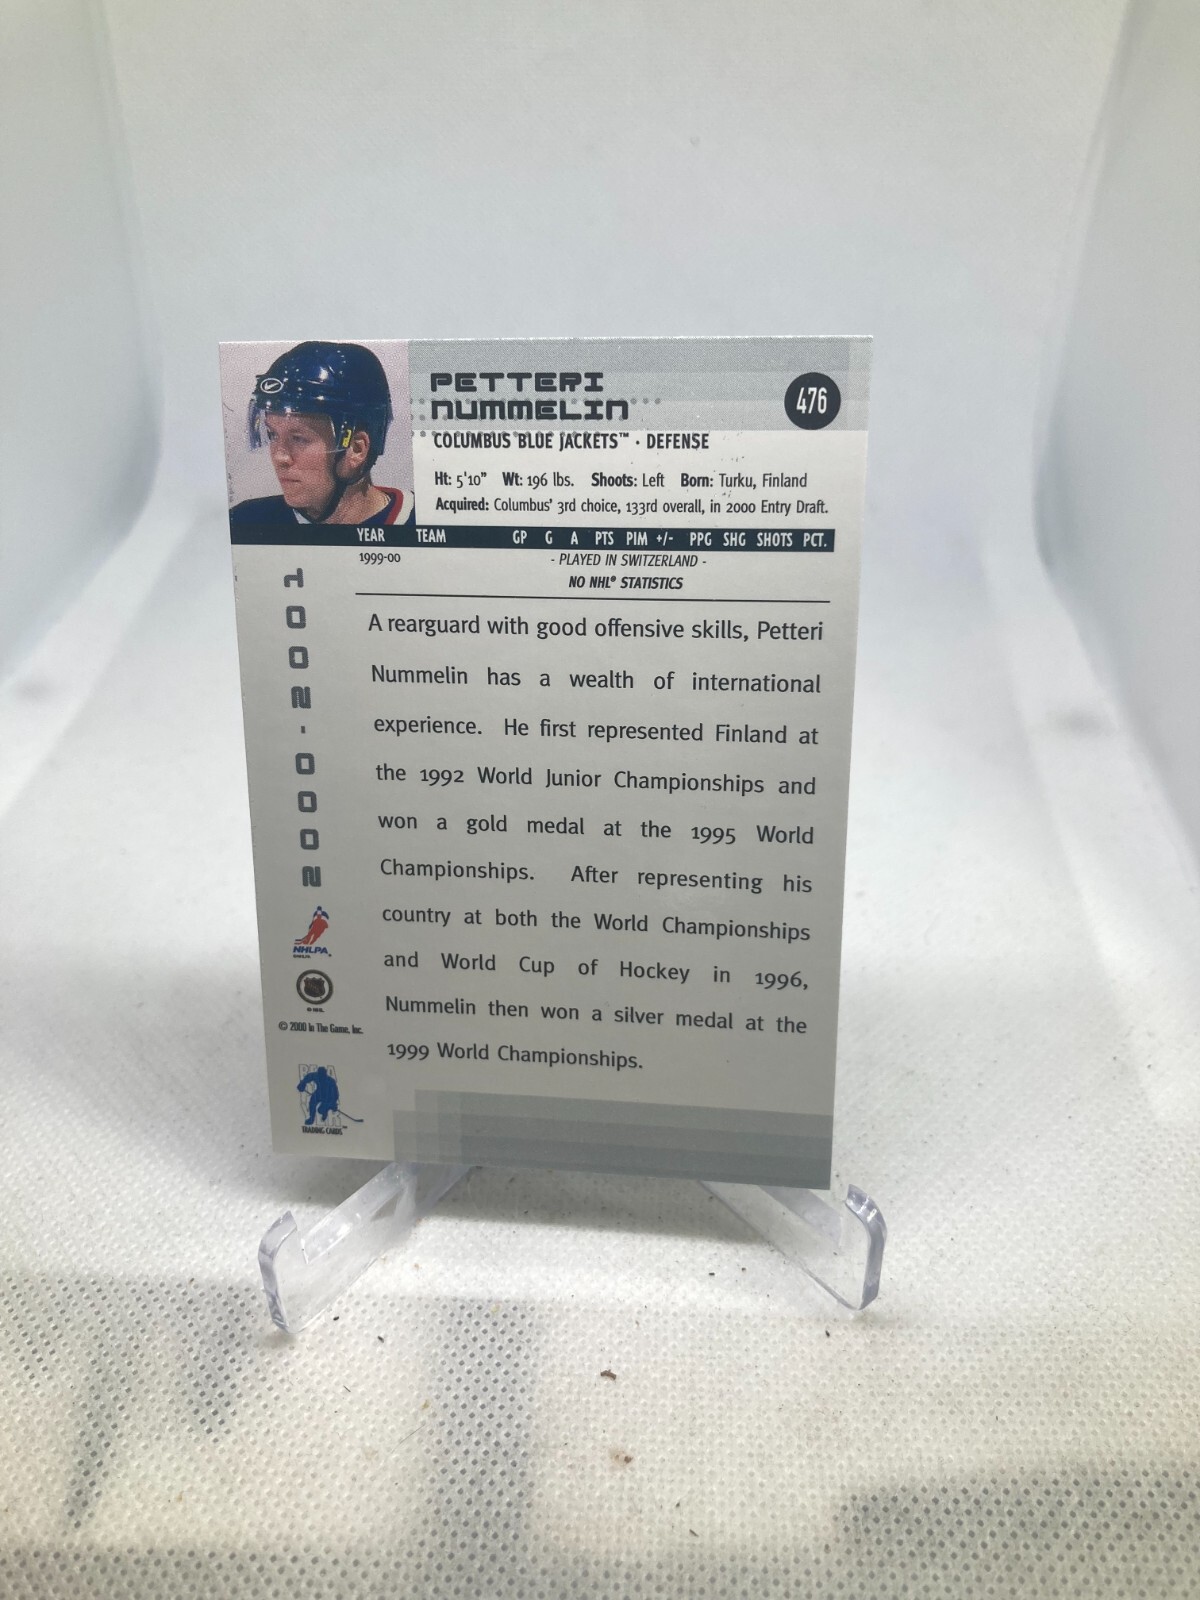 PETTERI
NUMMELIN
476
COLUMBUS BLUE JACKETS™ · DEFENSE
Ht: 5'10" Wt: 196 lbs. Shoots: Left Born: Turku, Finland
Acquired: Columbus' 3rd choice, 133rd overall, in 2000 Entry Draft.
YEAR TEAM GP G A PTS PIM +/- PPG SHG SHOTS PCT.
1999-00 - PLAYED IN SWITZERLAND -
NO NHL® STATISTICS
A rearguard with good offensive skills, Petteri
Nummelin has a wealth of international
experience. He first represented Finland at
the 1992 World Junior Championships and
won a gold medal at the 1995 World
Championships. After representing his
country at both the World Championships
and World Cup of Hockey in 1996,
Nummelin then won a silver medal at the
1999 World Championships.
2000-2001
NHLPA
© 2000 In The Game, Inc.
TRADING CARDS™